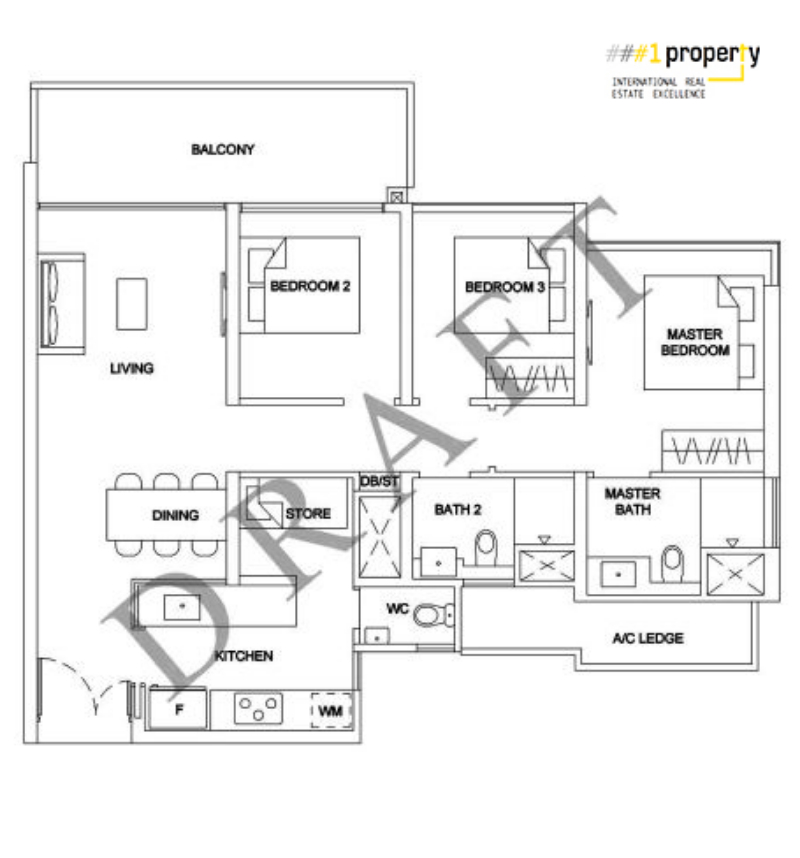 ###1 property
INTERNATIONAL REAL
ESTATE EXCELLENCE
BALCONY
BEDROOM 2
BEDROOM 3
MASTER
BEDROOM
LIVING
DRAFT
DB/ST
DINING
STORE
BATH 2
MASTER
BATH
WC
A/C LEDGE
KITCHEN
F
WM